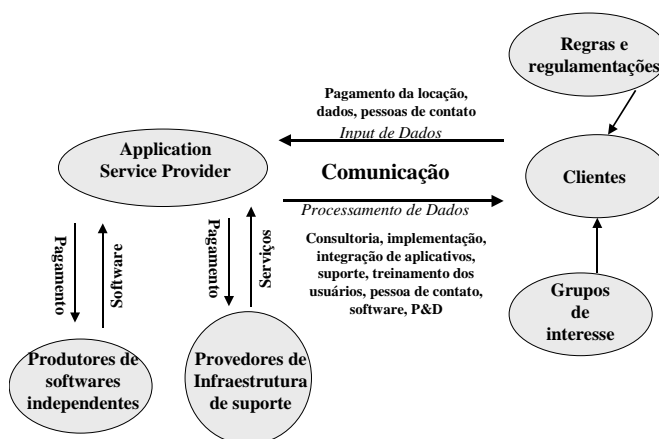 Regras e
regulamentações
Pagamento da locação,
dados, pessoas de contato
Input de Dados
Application
Service Provider
Comunicação
Clientes
Processamento de Dados
Consultoria, implementação,
integração de aplicativos,
suporte, treinamento dos
usuários, pessoa de contato,
software, P&D
Pagamento
Software
Pagamento
Serviços
Grupos
de
interesse
Produtores de
softwares
independentes
Provedores de
Infraestrutura
de suporte